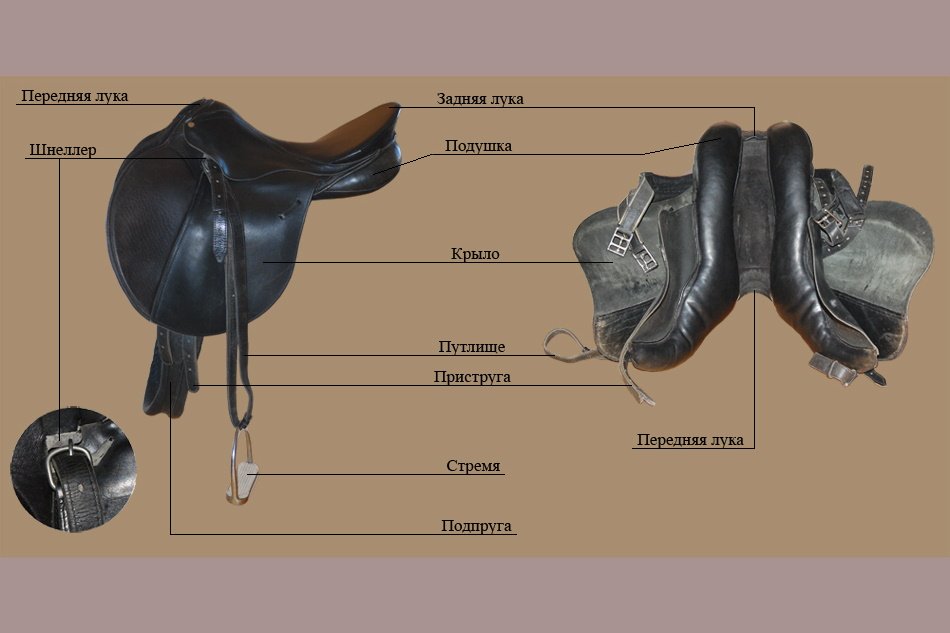 Передняя лука
Задняя лука
Шнеллер
Подушка
Крыло
Путлище
Приструга
Передняя лука
Стремя
Подпруга